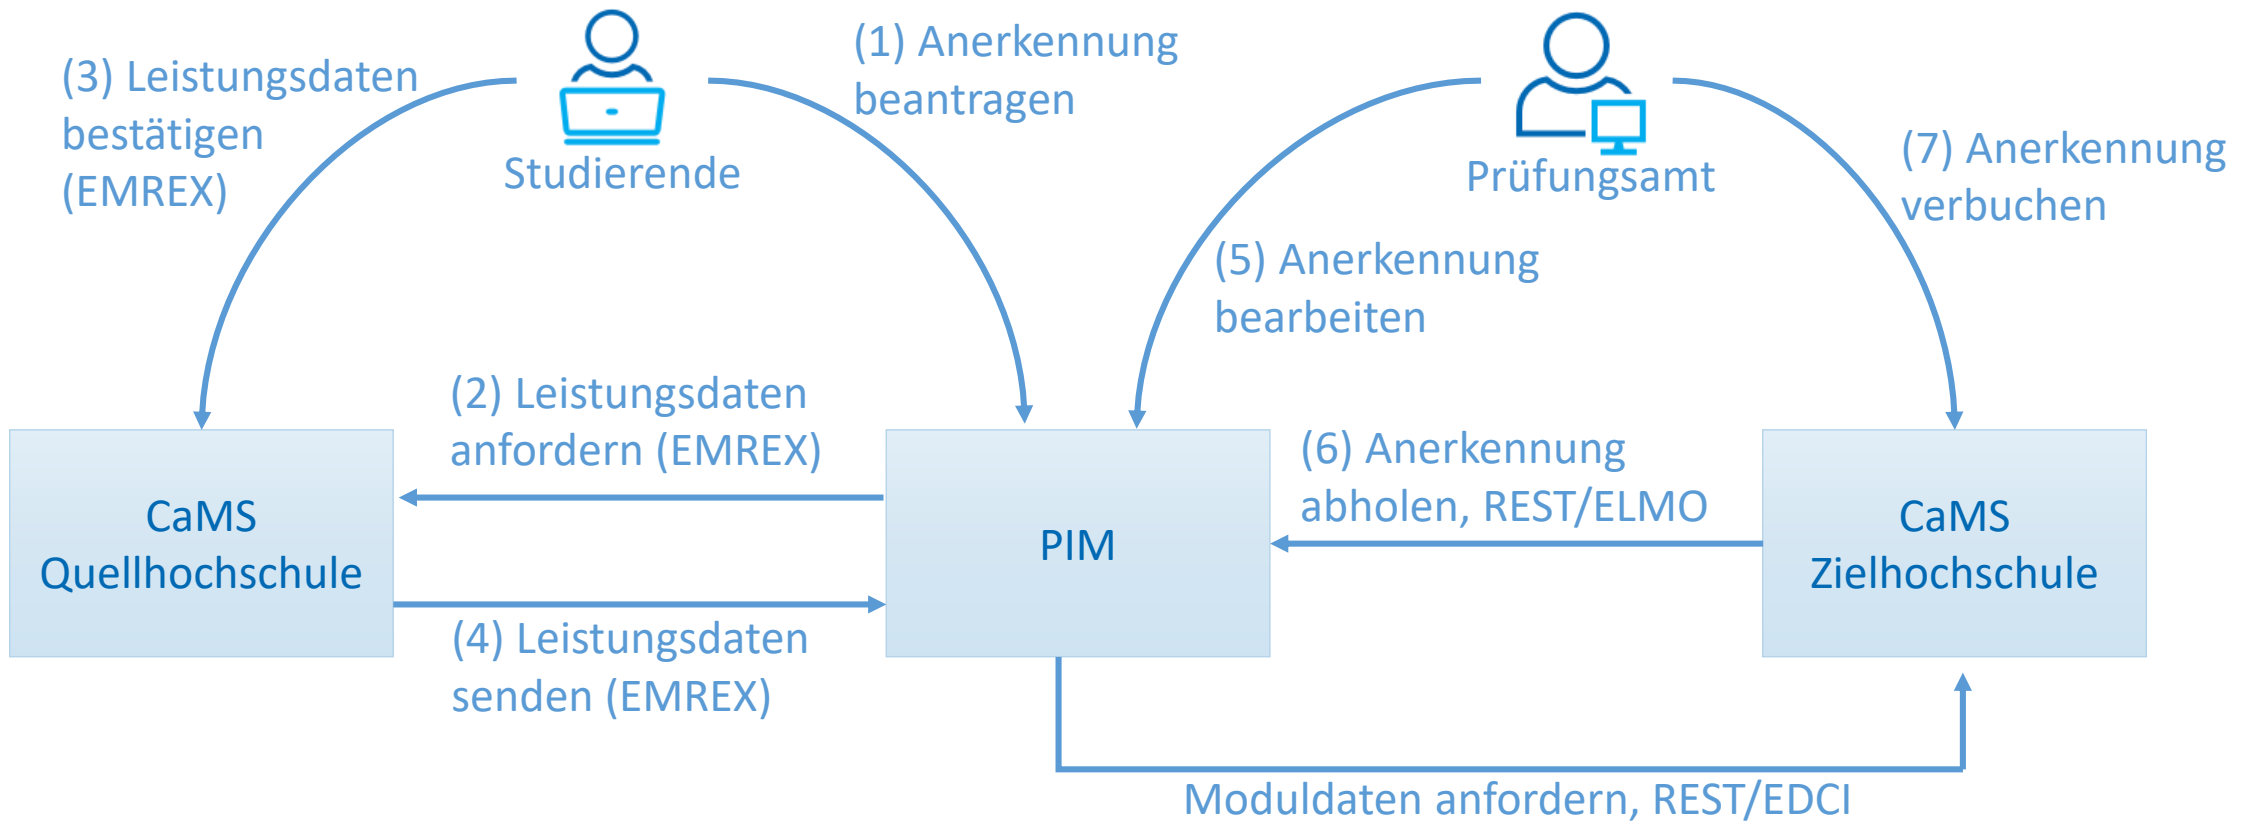 (3) Leistungsdaten
bestätigen
(EMREX)
Studierende
(1) Anerkennung
beantragen
Prüfungsamt
(7) Anerkennung
verbuchen
(5) Anerkennung
bearbeiten
(2) Leistungsdaten
anfordern (EMREX)
(6) Anerkennung
abholen, REST/ELMO
CaMS
Quellhochschule
PIM
CaMS
Zielhochschule
(4) Leistungsdaten
senden (EMREX)
Moduldaten anfordern, REST/EDCI